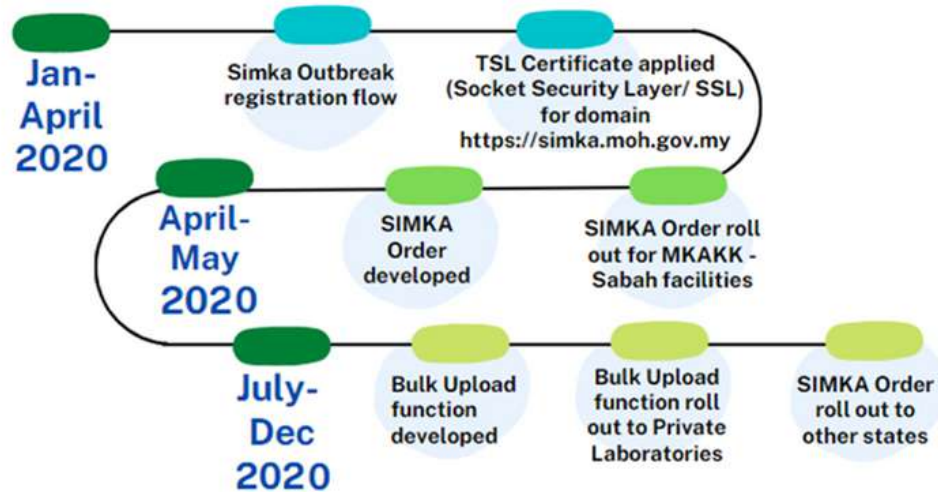 Jan-
April
2020
Simka Outbreak
registration flow
TSL Certificate applied
(Socket Security Layer/ SSL)
for domain
https://simka.moh.gov.my
April-
May
2020
SIMKA
Order
developed
SIMKA Order roll
out for MKAKK -
Sabah facilities
July-
Dec
2020
Bulk Upload
function
developed
Bulk Upload
function roll
out to Private
Laboratories
SIMKA Order
roll out to
other states